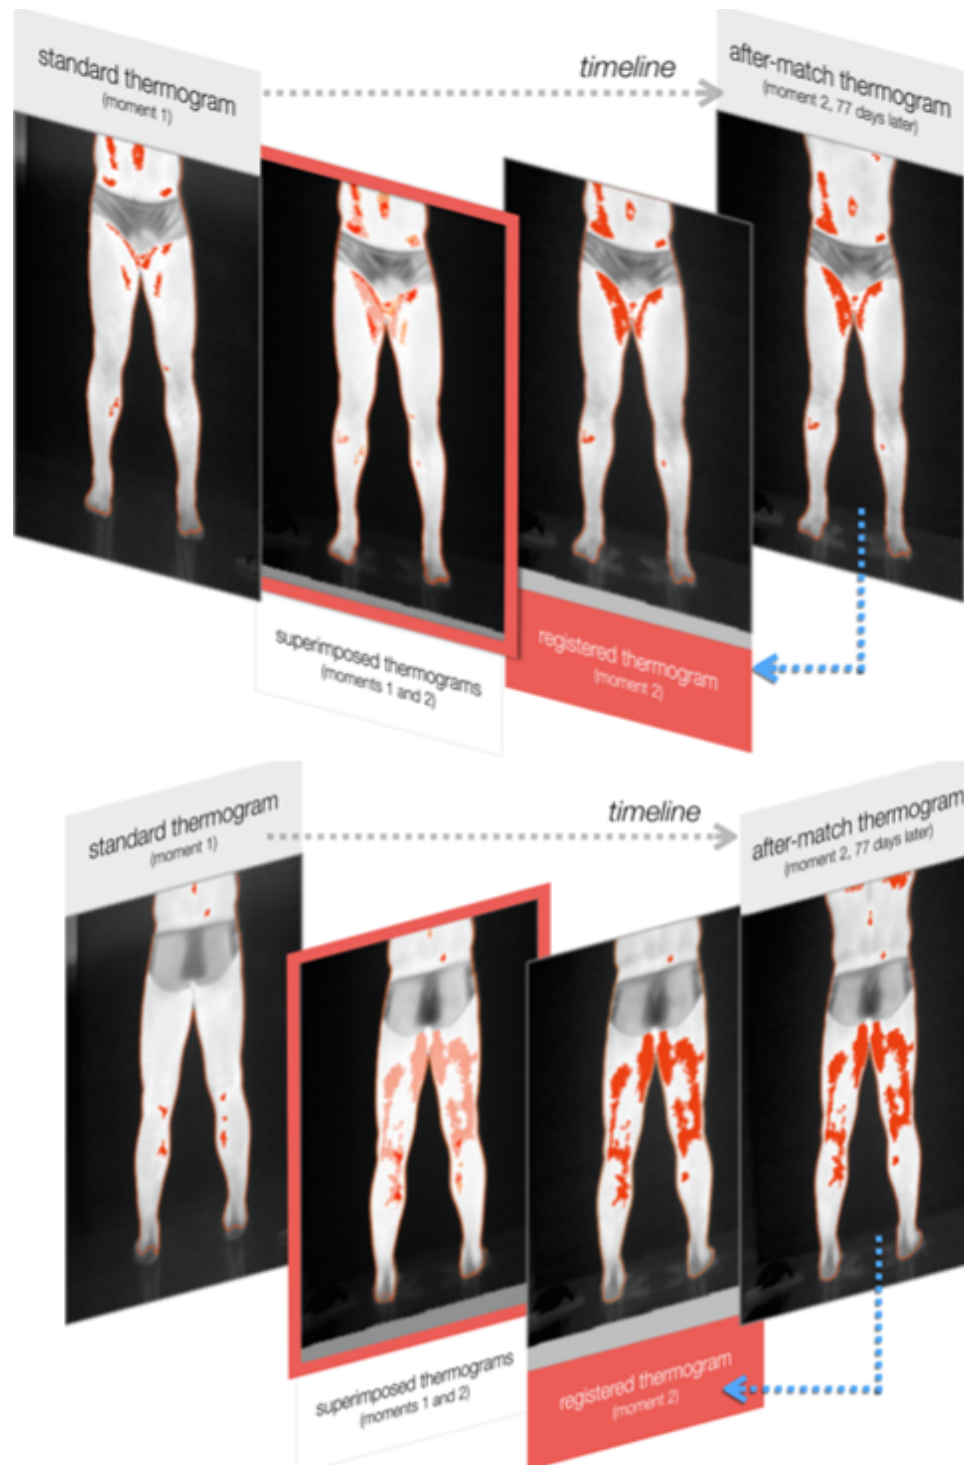 standard thermogram
(moment 1)
timeline
after-match thermogram
(moment 2, 77 days later)
superimposed thermograms
(moments 1 and 2)
registered thermogram
(moment 2)
standard thermogram
(moment 1)
timeline
after-match thermogram
(moment 2, 77 days later)
superimposed thermograms
(moments 1 and 2)
registered thermogram
(moment 2)